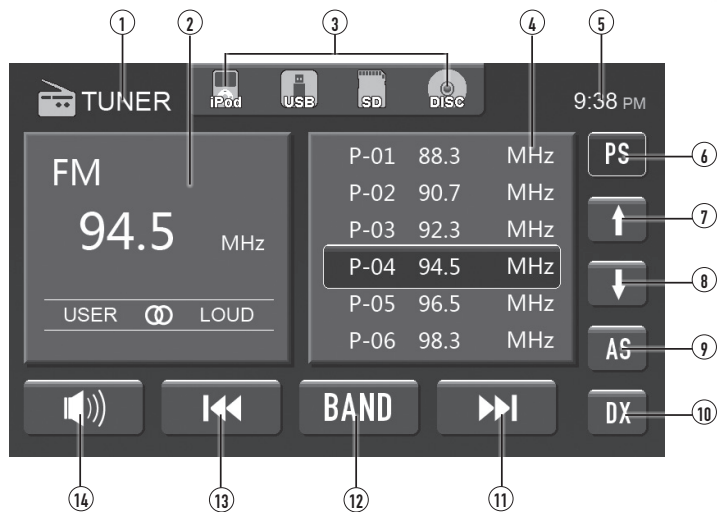 1 2 3 4 5
TUNER iPod USB SD DISC 9:38 PM
FM
94.5 MHz
USER LOUD
P-01 88.3 MHz
P-02 90.7 MHz
P-03 92.3 MHz
P-04 94.5 MHz
P-05 96.5 MHz
P-06 98.3 MHz
PS 6
7
8
AS 9
DX 10
BAND
14 13 12 11